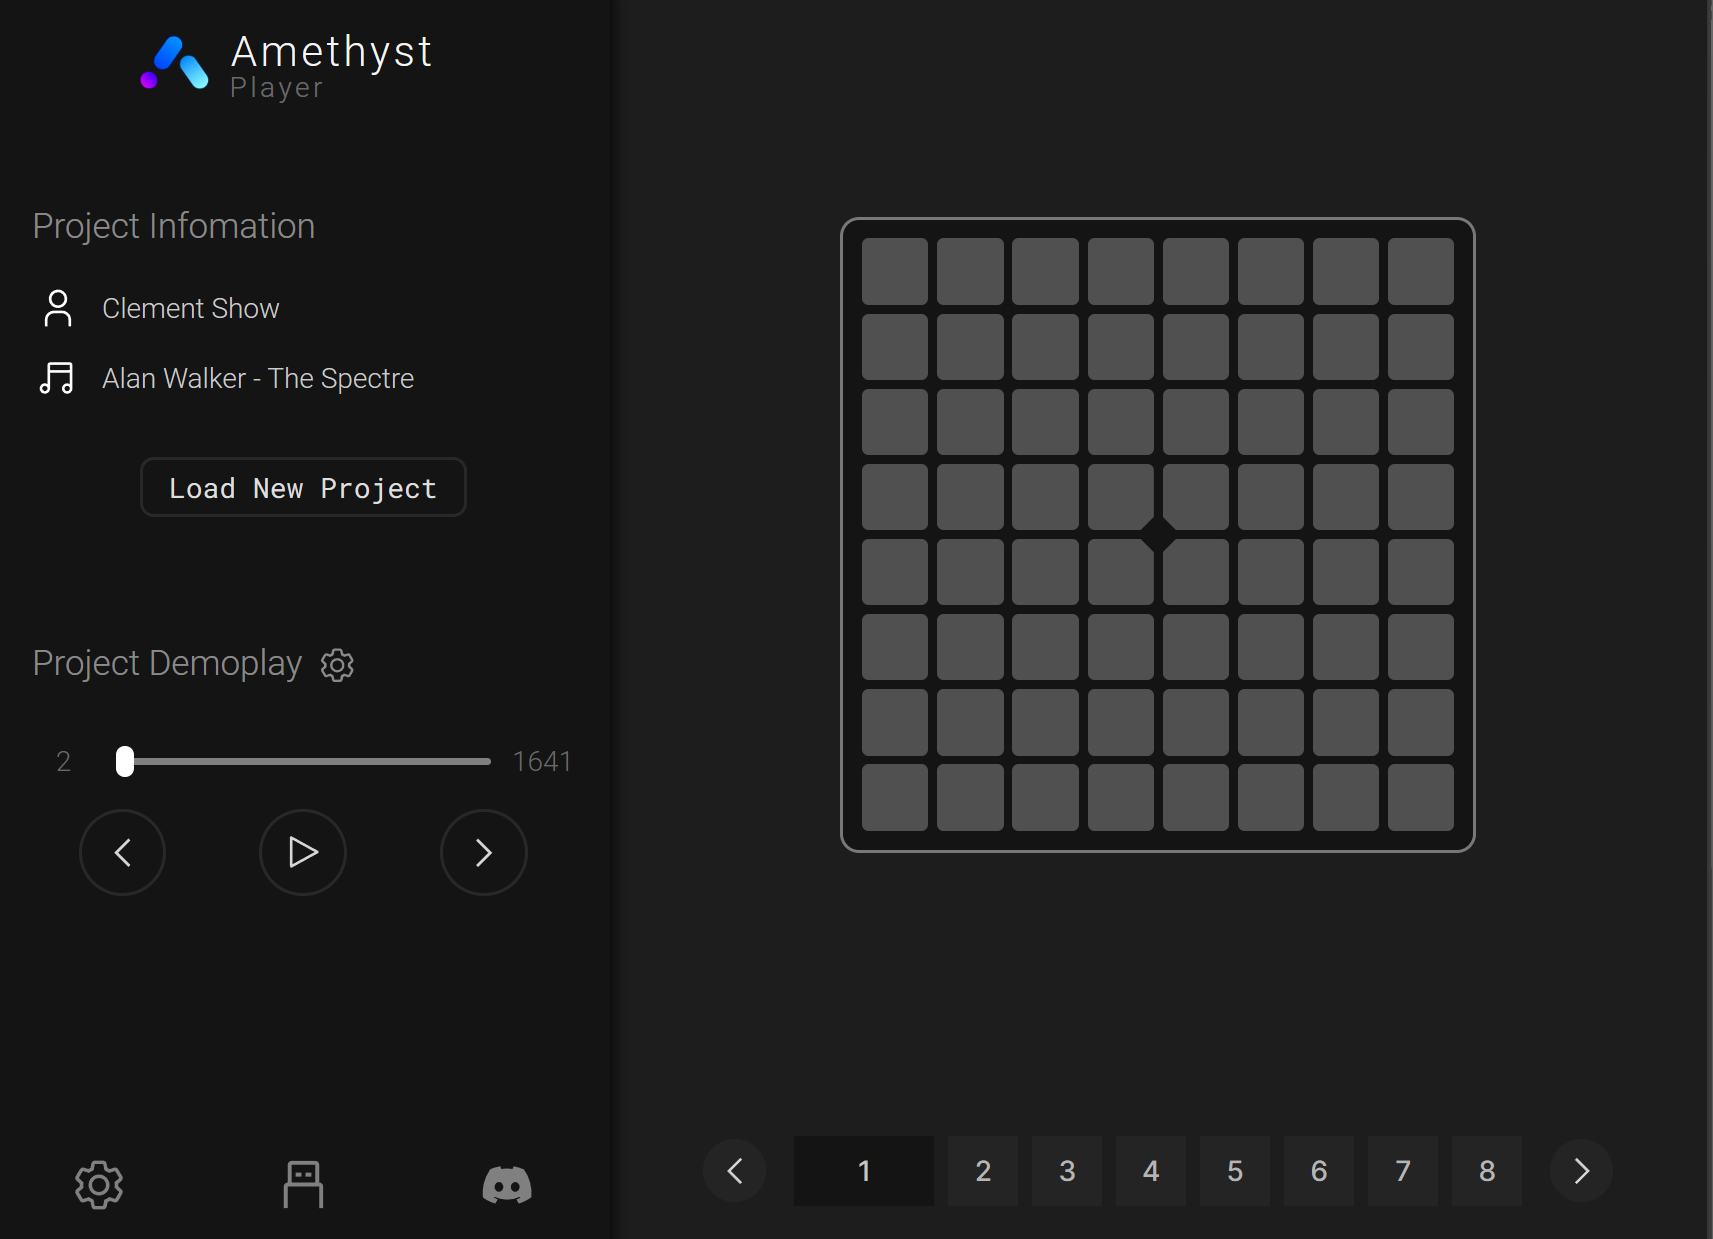 Amethyst
Player
Project Infomation
Clement Show
Alan Walker - The Spectre
Load New Project
Project Demoplay
2 1641
1 2 3 4 5 6 7 8